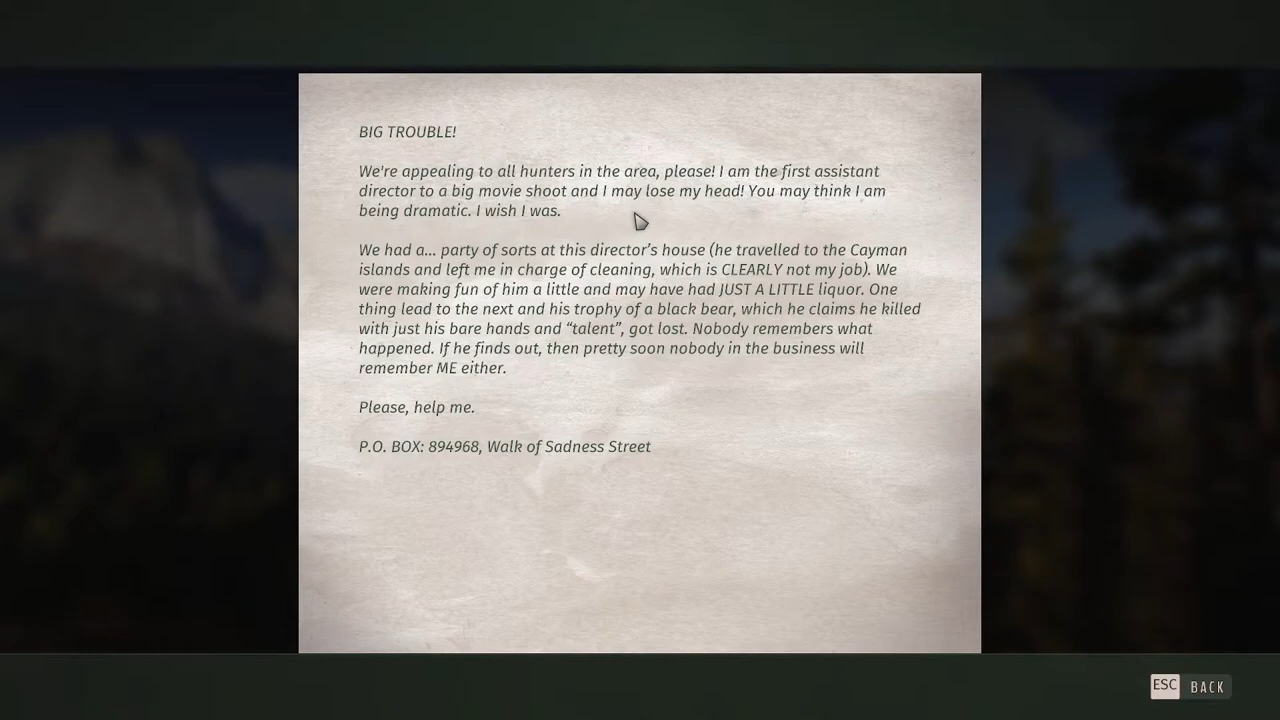 BIG TROUBLE!
We're appealing to all hunters in the area, please! I am the first assistant
director to a big movie shoot and I may lose my head! You may think I am
being dramatic. I wish I was.
We had a... party of sorts at this director's house (he travelled to the Cayman
islands and left me in charge of cleaning, which is CLEARLY not my job). We
were making fun of him a little and may have had JUST A LITTLE liquor. One
thing lead to the next and his trophy of a black bear, which he claims he killed
with just his bare hands and “talent”, got lost. Nobody remembers what
happened. If he finds out, then pretty soon nobody in the business will
remember ME either.
Please, help me.
P.O. BOX: 894968, Walk of Sadness Street
ESC BACK